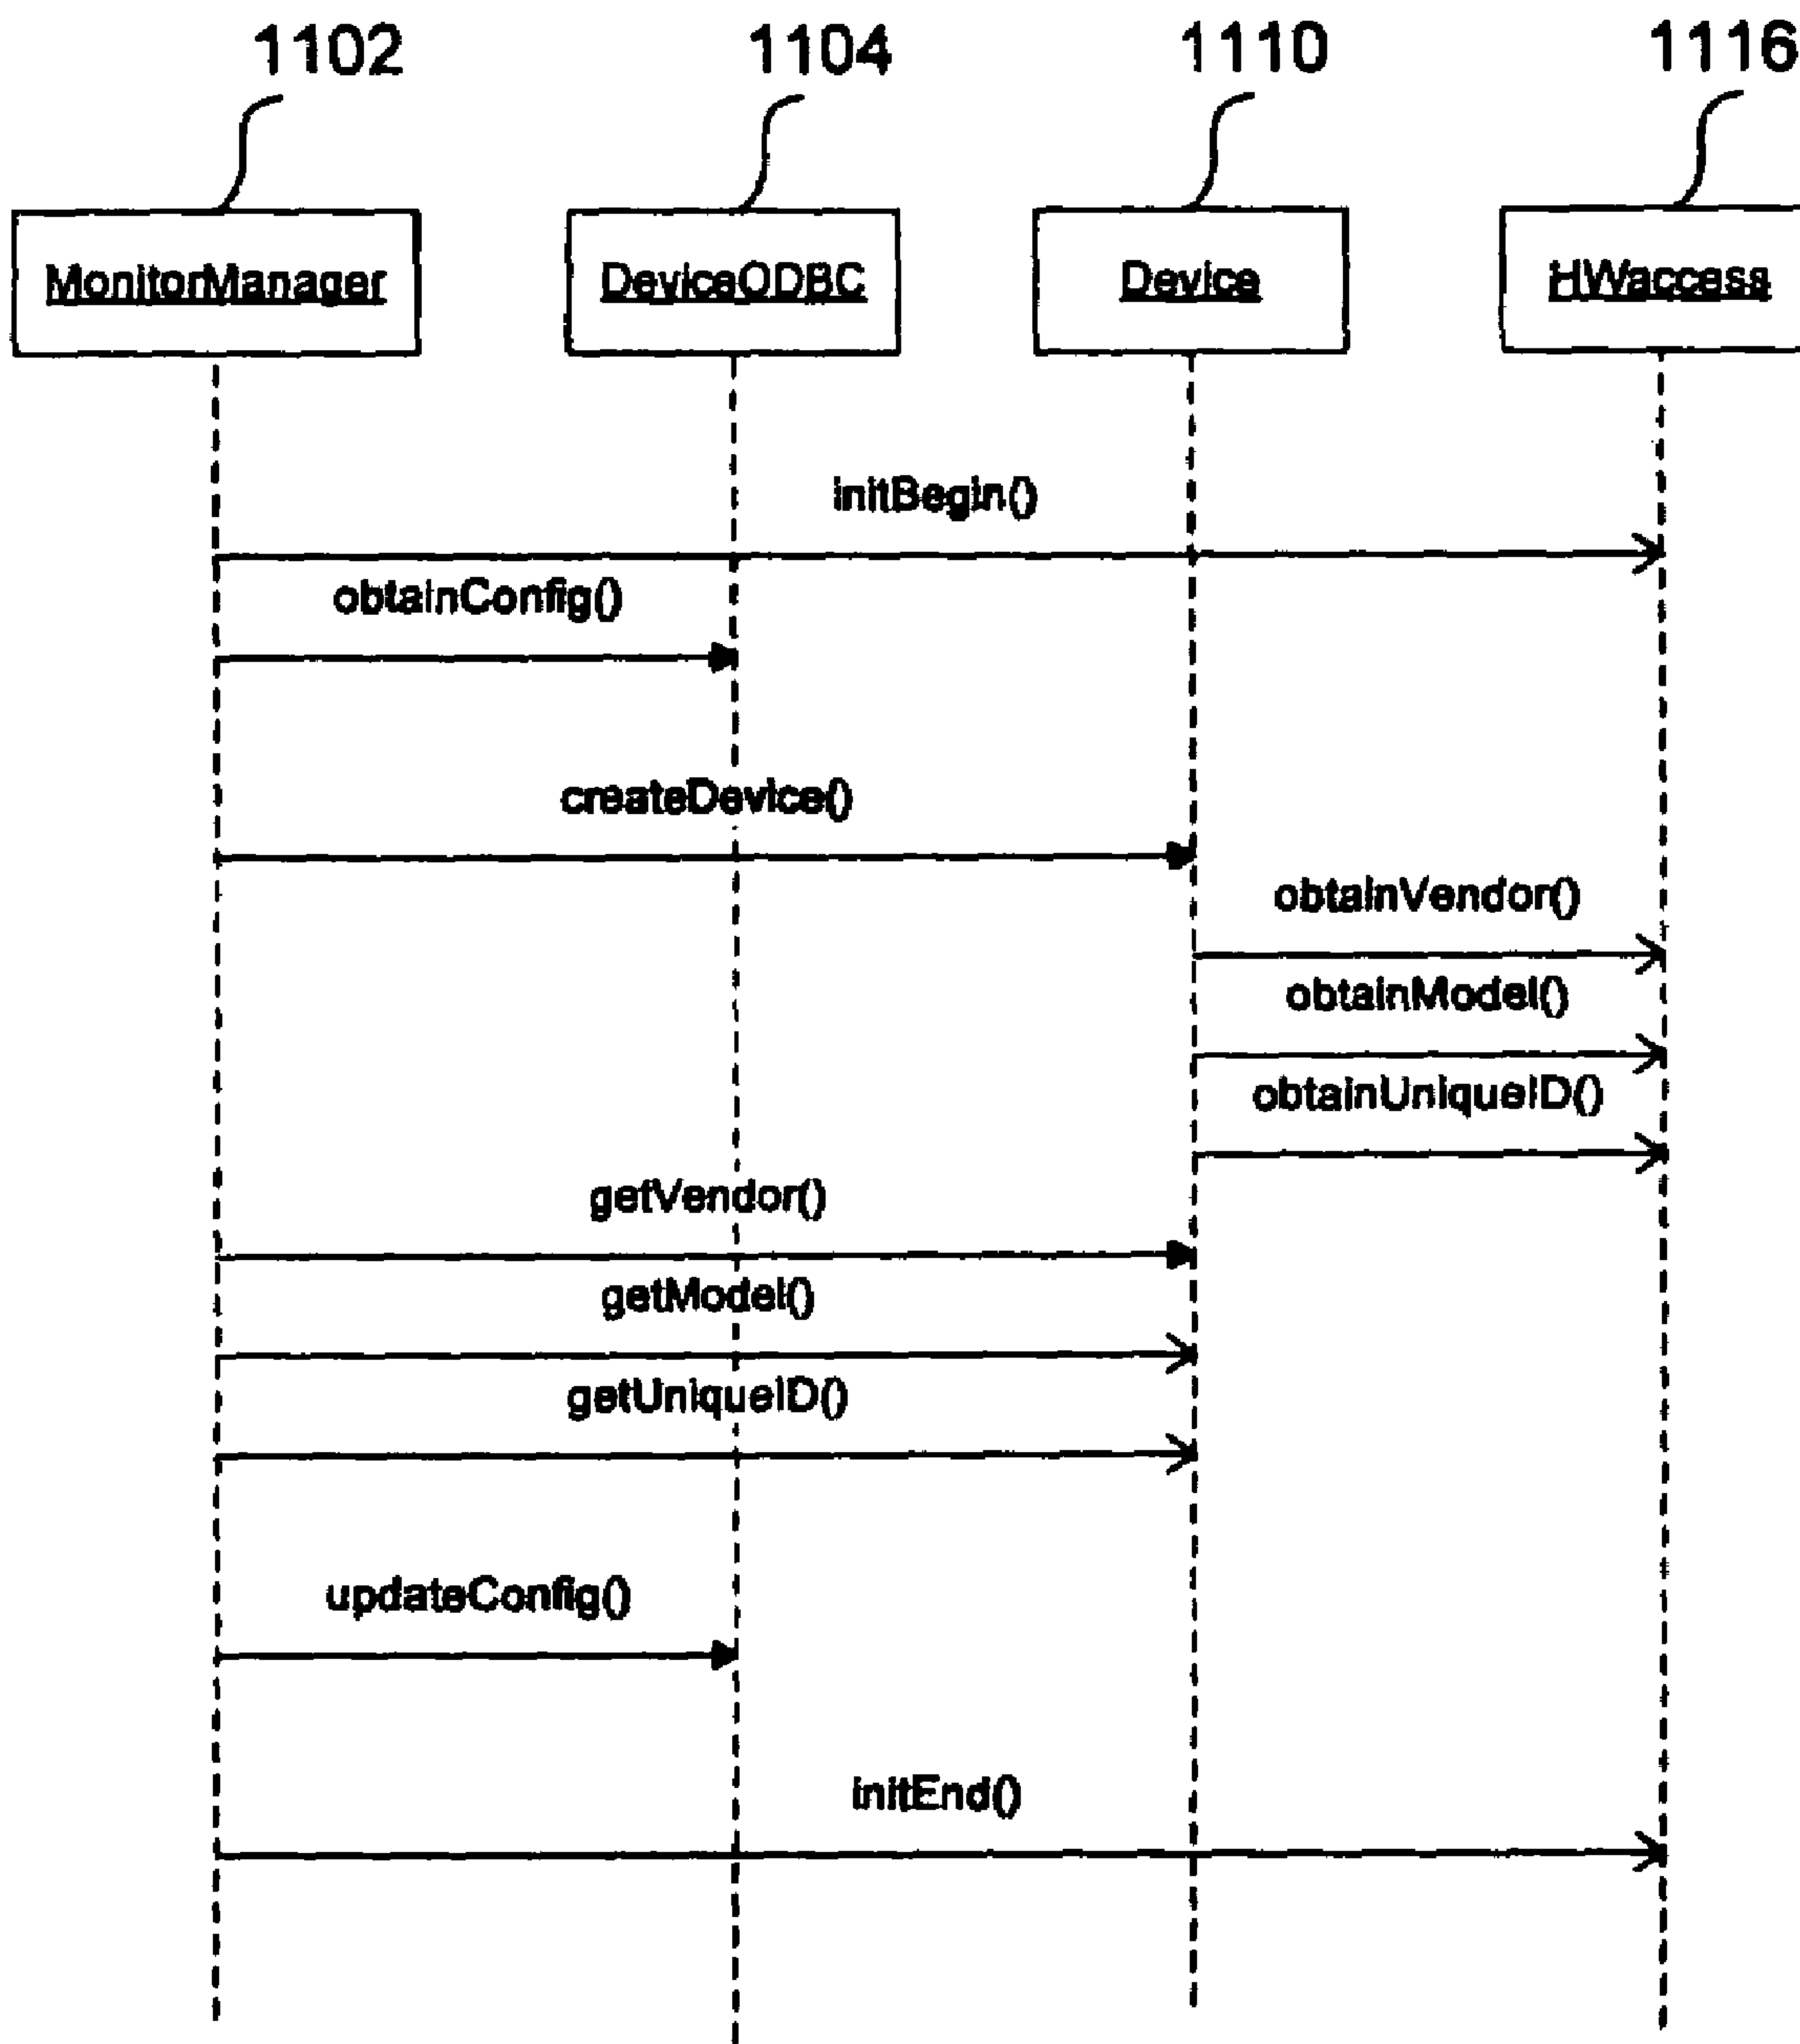 1102 1104 1110 1116
MonitorManager DeviceODBC Device HWaccess
initBegin()
obtainConfig()
createDevice()
obtainVendor()
obtainModel()
obtainUniqueID()
getVendor()
getModel()
getUniqueID()
updateConfig()
initEnd()